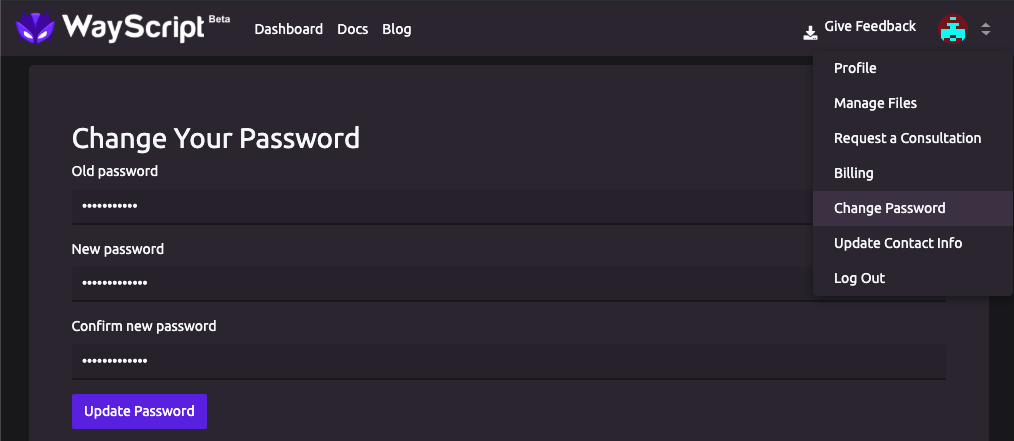 WayScript Beta
Dashboard Docs Blog
Give Feedback
Profile
Manage Files
Request a Consultation
Billing
Change Password
Update Contact Info
Log Out
Change Your Password
Old password
•••••••••••
New password
•••••••••••••
Confirm new password
•••••••••••••
Update Password